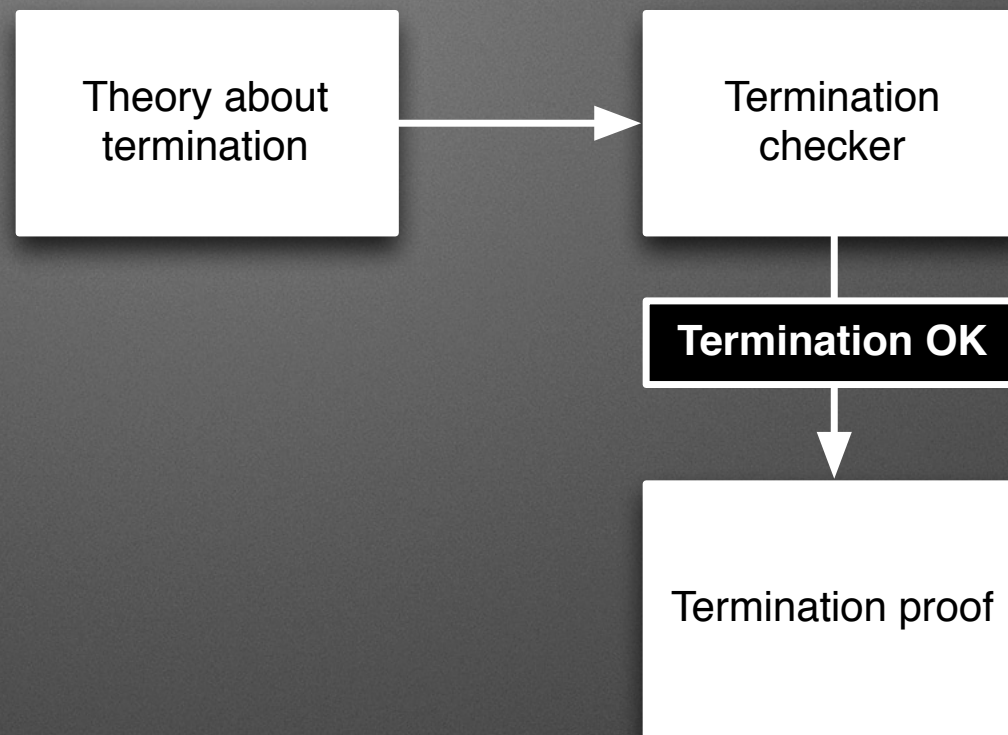 Theory about
termination
Termination
checker
Termination OK
Termination proof